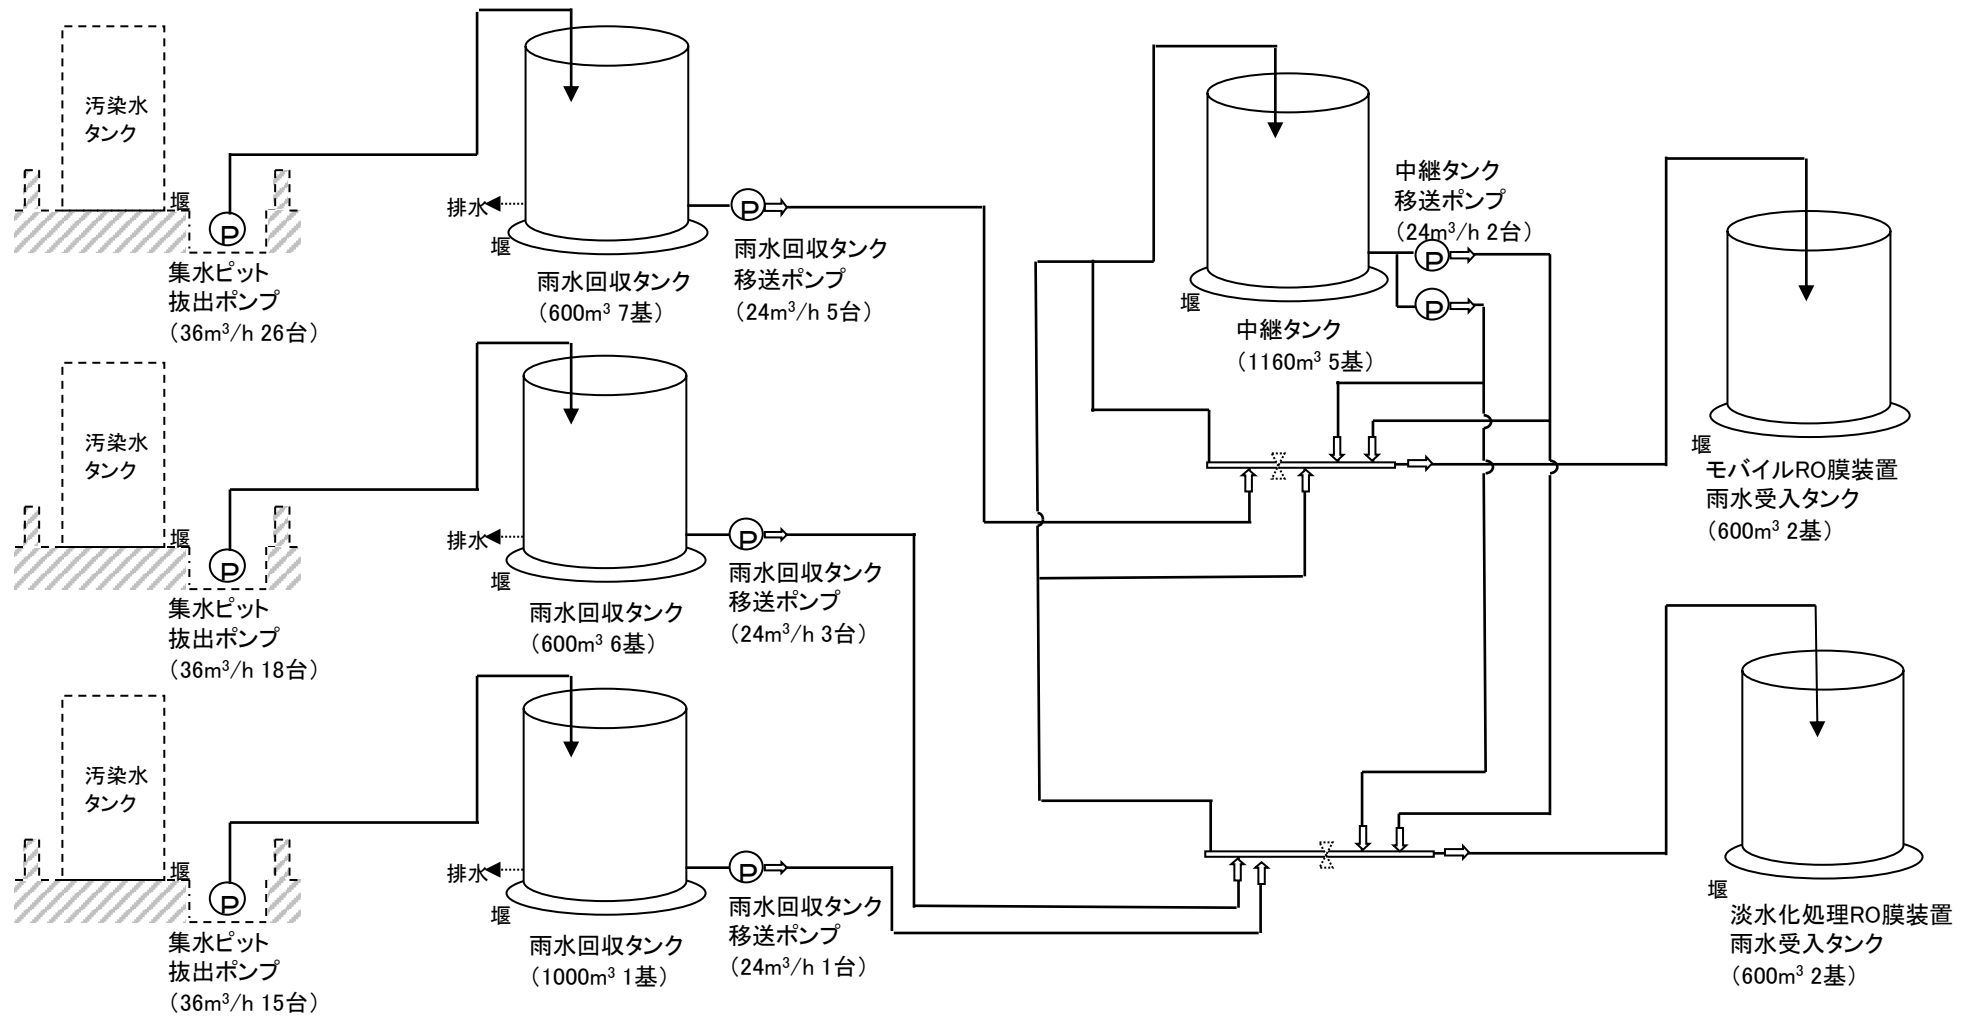 汚染水
タンク
堰
P
集水ピット
抜出ポンプ
（36m³/h 26台）
排水
堰
雨水回収タンク
（600m³ 7基）
P
雨水回収タンク
移送ポンプ
（24m³/h 5台）
汚染水
タンク
堰
P
集水ピット
抜出ポンプ
（36m³/h 18台）
排水
堰
雨水回収タンク
（600m³ 6基）
P
雨水回収タンク
移送ポンプ
（24m³/h 3台）
汚染水
タンク
堰
P
集水ピット
抜出ポンプ
（36m³/h 15台）
排水
堰
雨水回収タンク
（1000m³ 1基）
P
雨水回収タンク
移送ポンプ
（24m³/h 1台）
堰
中継タンク
（1160m³ 5基）
中継タンク
移送ポンプ
（24m³/h 2台）
P
P
堰
モバイルRO膜装置
雨水受入タンク
（600m³ 2基）
堰
淡水化処理RO膜装置
雨水受入タンク
（600m³ 2基）